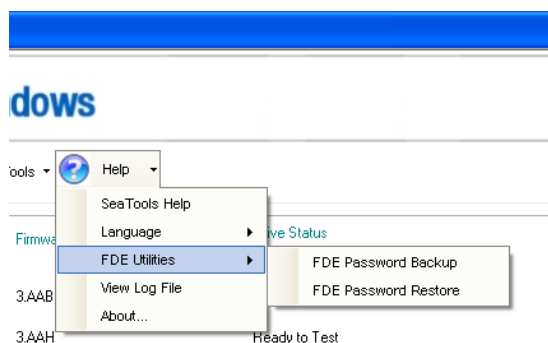 dows
ools Help
SeaTools Help
Firmwa Language ive Status
FDE Utilities FDE Password Backup
View Log File FDE Password Restore
3.AAB
About...
3.AAH Ready to Test